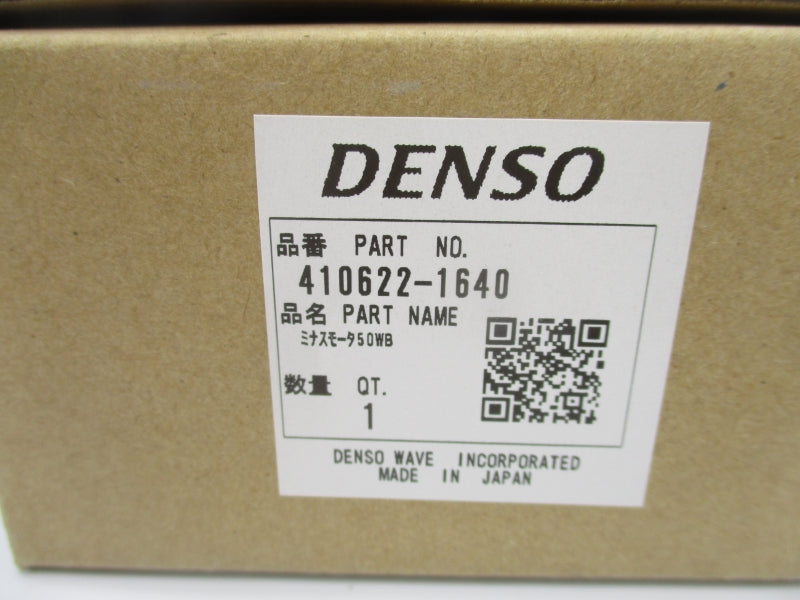 DENSO
品番 PART NO.
410622-1640
品名 PART NAME
ミナスモータ50WB
数量 QT.
1
DENSO WAVE INCORPORATED
MADE IN JAPAN